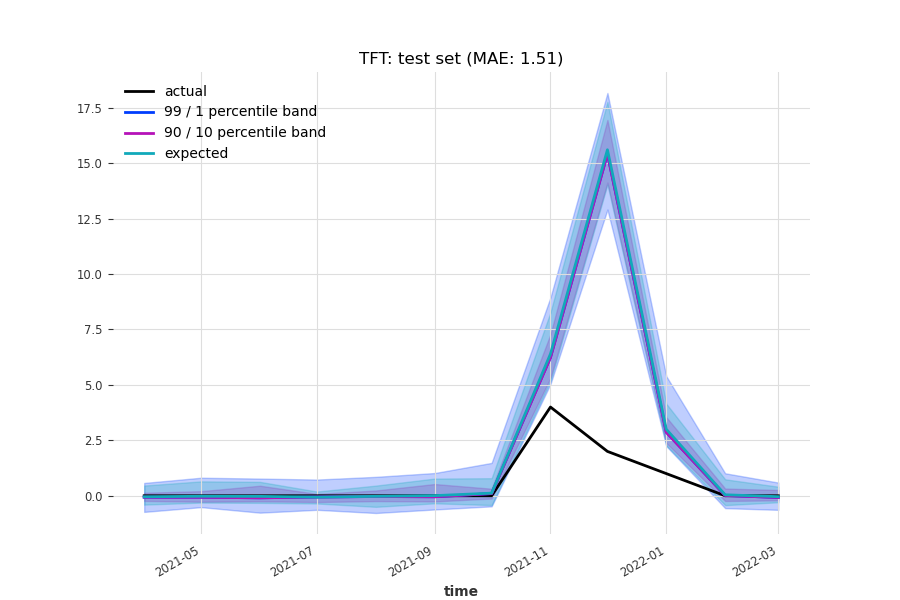 TFT: test set (MAE: 1.51)
actual
99 / 1 percentile band
90 / 10 percentile band
expected
17.5
15.0
12.5
10.0
7.5
5.0
2.5
0.0
2021-05
2021-07
2021-09
2021-11
2022-01
2022-03
time